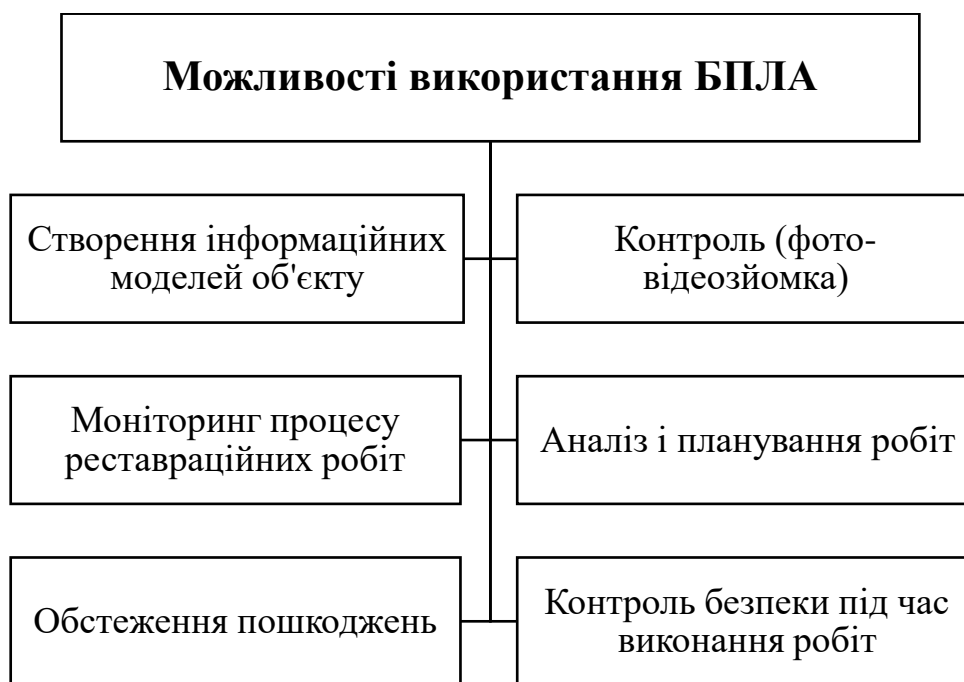 Можливості використання БПЛА
Створення інформаційних
моделей об'єкту
Контроль (фото-
відеозйомка)
Моніторинг процесу
реставраційних робіт
Аналіз і планування робіт
Обстеження пошкоджень
Контроль безпеки під час
виконання робіт